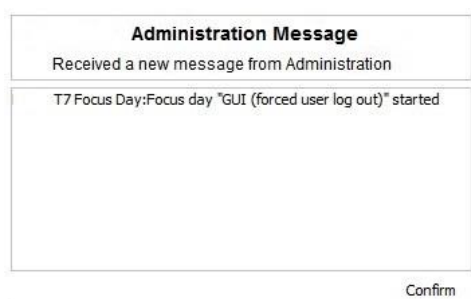 Administration Message
Received a new message from Administration
T7 Focus Day:Focus day "GUI (forced user log out)" started
Confirm